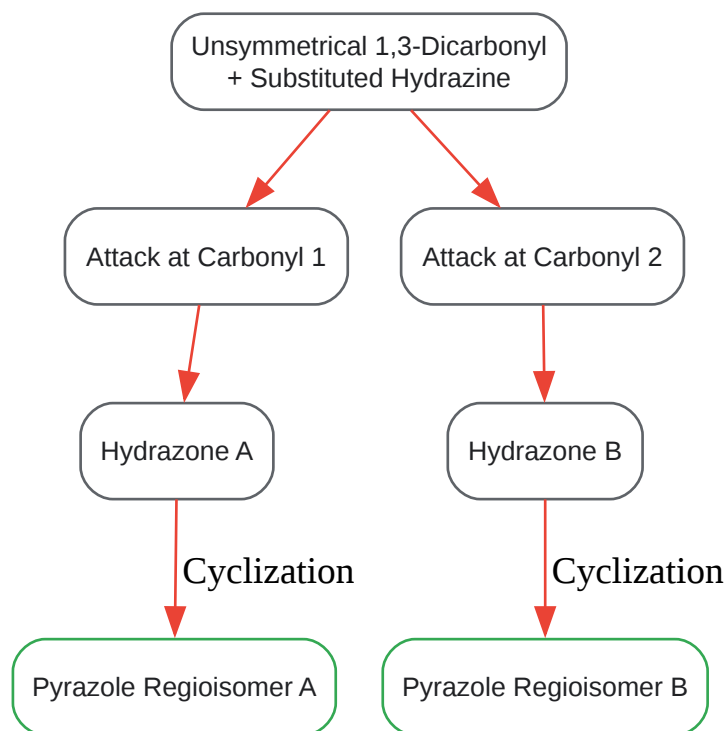 Unsymmetrical 1,3-Dicarbonyl
+ Substituted Hydrazine
Attack at Carbonyl 1
Attack at Carbonyl 2
Hydrazone A
Hydrazone B
Cyclization
Cyclization
Pyrazole Regioisomer A
Pyrazole Regioisomer B